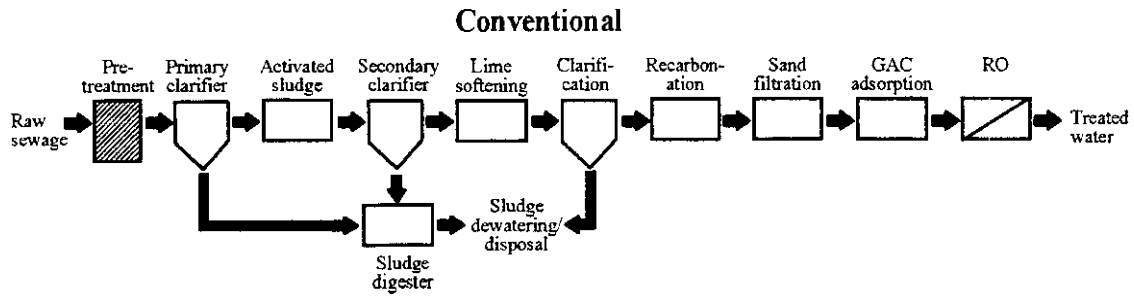 Conventional
Pre-
treatment
Primary
clarifier
Activated
sludge
Secondary
clarifier
Lime
softening
Clarifi-
cation
Recarbon-
ation
Sand
filtration
GAC
adsorption
RO
Raw
sewage
Treated
water
Sludge
dewatering/
disposal
Sludge
digester